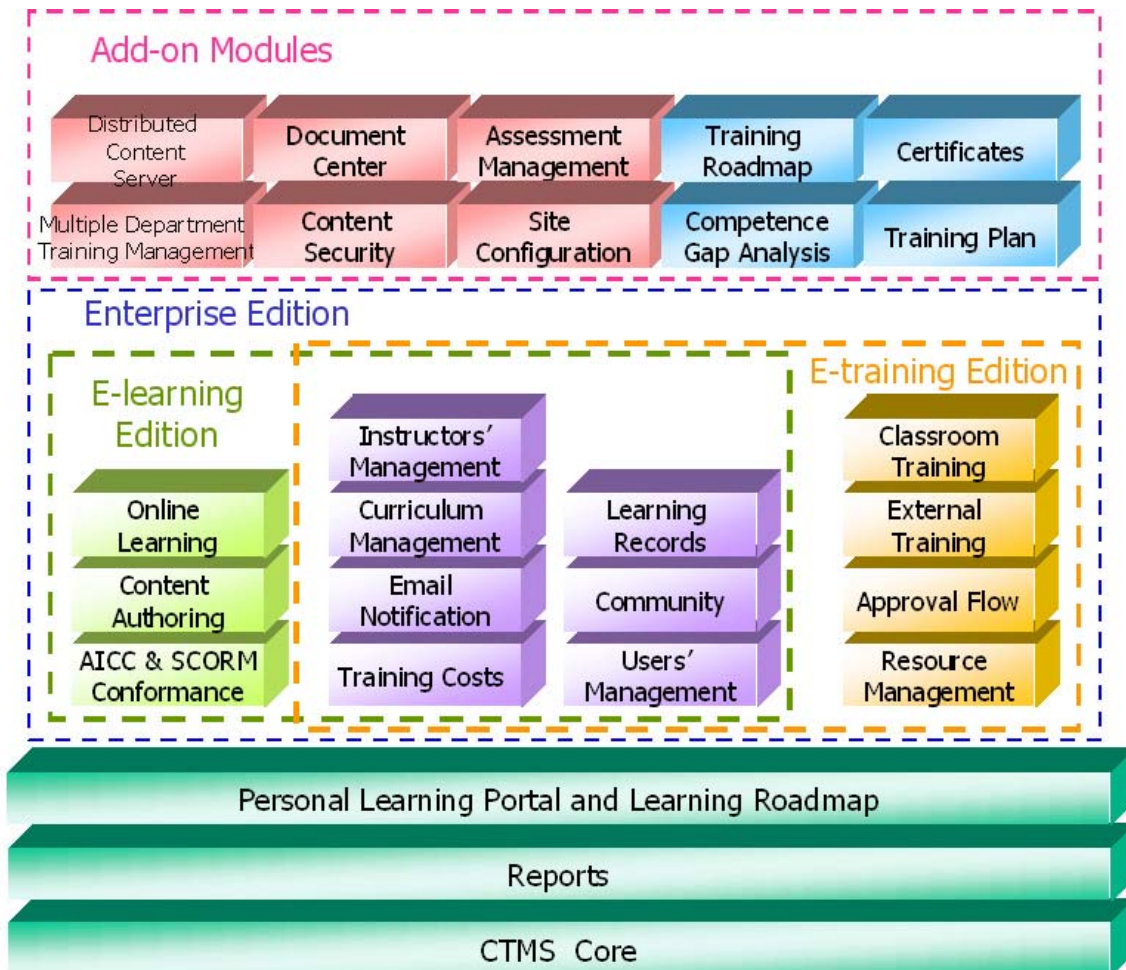 Add-on Modules
Distributed
Content
Server
Document
Center
Assessment
Management
Training
Roadmap
Certificates
Multiple Department
Training Management
Content
Security
Site
Configuration
Competence
Gap Analysis
Training Plan
Enterprise Edition
E-learning
Edition
E-training Edition
Online
Learning
Content
Authoring
AICC & SCORM
Conformance
Instructors’
Management
Curriculum
Management
Email
Notification
Training Costs
Learning
Records
Community
Users’
Management
Classroom
Training
External
Training
Approval Flow
Resource
Management
Personal Learning Portal and Learning Roadmap
Reports
CTMS Core